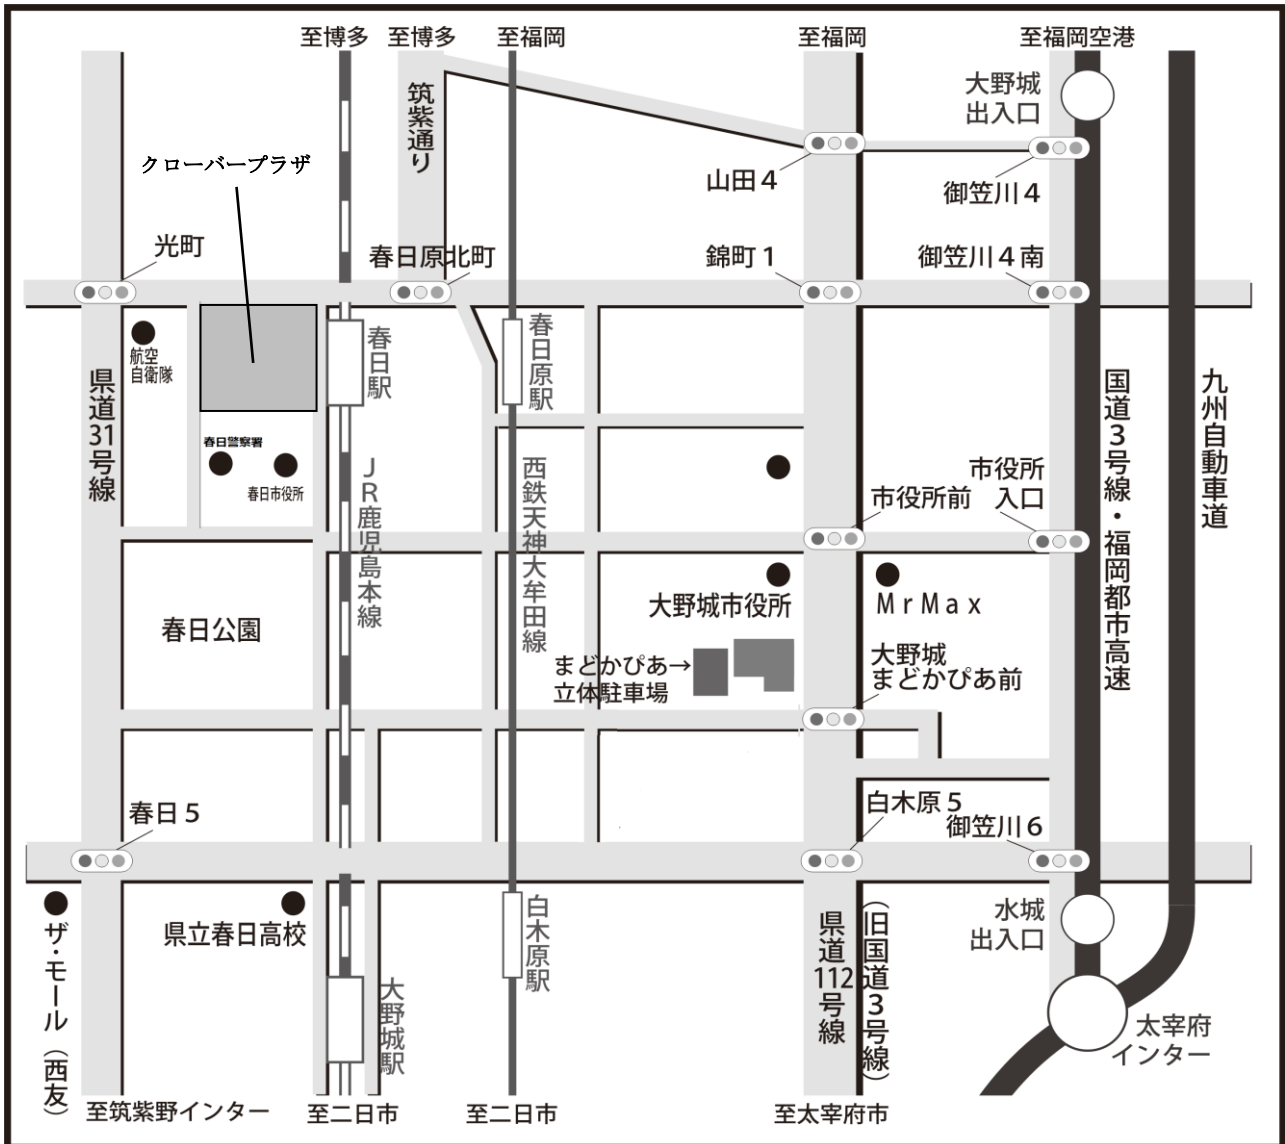 至博多
至博多
至福岡
至福岡
至福岡空港
大野城
出入口
筑紫通り
クローバープラザ
山田4
御笠川4
光町
春日原北町
錦町1
御笠川4南
航空
自衛隊
春日駅
春日原駅
県道31号線
国道3号線・福岡都市高速
九州自動車道
春日警察署
春日市役所
JR鹿児島本線
西鉄天神大牟田線
市役所前
市役所
入口
春日公園
大野城市役所
MrMax
まどかぴあ→
立体駐車場
大野城
まどかぴあ前
春日5
白木原5
御笠川6
ザ・モール(西友)
県立春日高校
白木原駅
大野城駅
県道112号線
(旧国道3号線)
水城
出入口
太宰府
インター
至筑紫野インター
至二日市
至二日市
至太宰府市